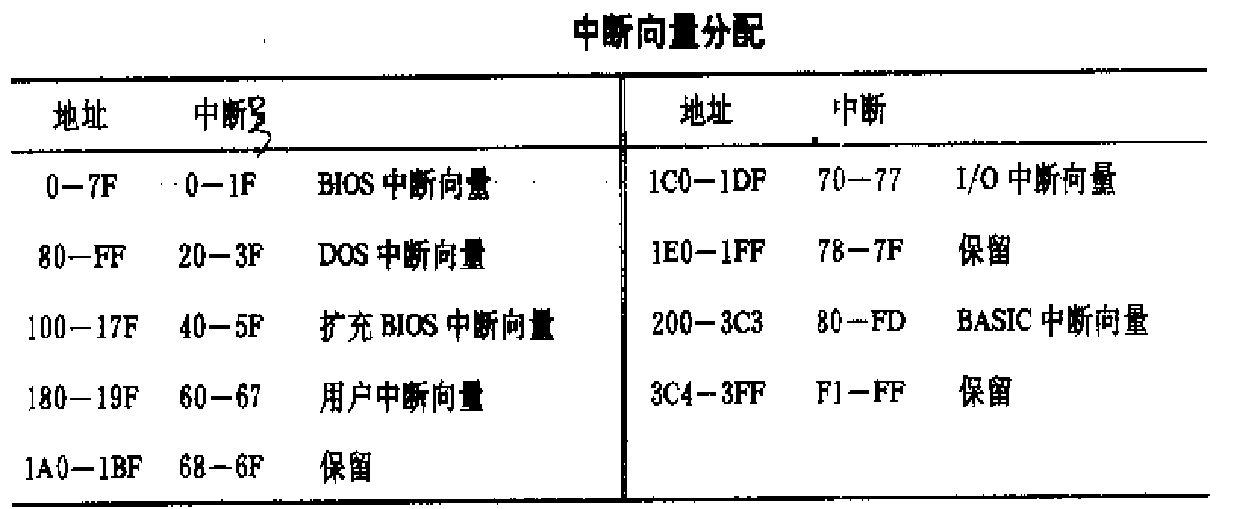 中断向量分配
地址 中断号 地址 中断
0—7F 0—1F BIOS 中断向量 1C0—1DF 70—77 I/O 中断向量
80—FF 20—3F DOS 中断向量 1E0—1FF 78—7F 保留
100—17F 40—5F 扩充 BIOS 中断向量 200—3C3 80—FD BASIC 中断向量
180—19F 60—67 用户中断向量 3C4—3FF F1—FF 保留
1A0—1BF 68—6F 保留